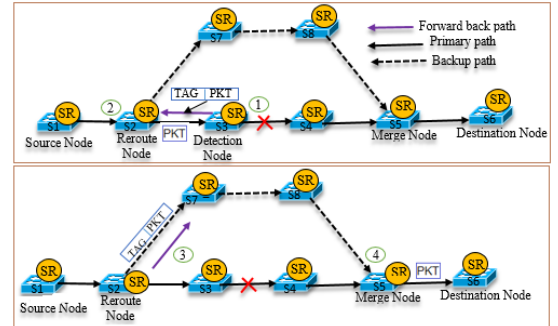 SR
SR
S7
S8
Forward back path
Primary path
Backup path
TAG PKT
2
1
SR
SR
SR
SR
SR
SR
S1
S2
S3
S4
S5
S6
Source Node
Reroute Node
PKT
Detection Node
Merge Node
Destination Node
SR
SR
S7
S8
TAG PKT
3
4
SR
SR
SR
SR
SR
PKT
SR
S1
S2
S3
S4
S5
S6
Source Node
Reroute Node
Merge Node
Destination Node